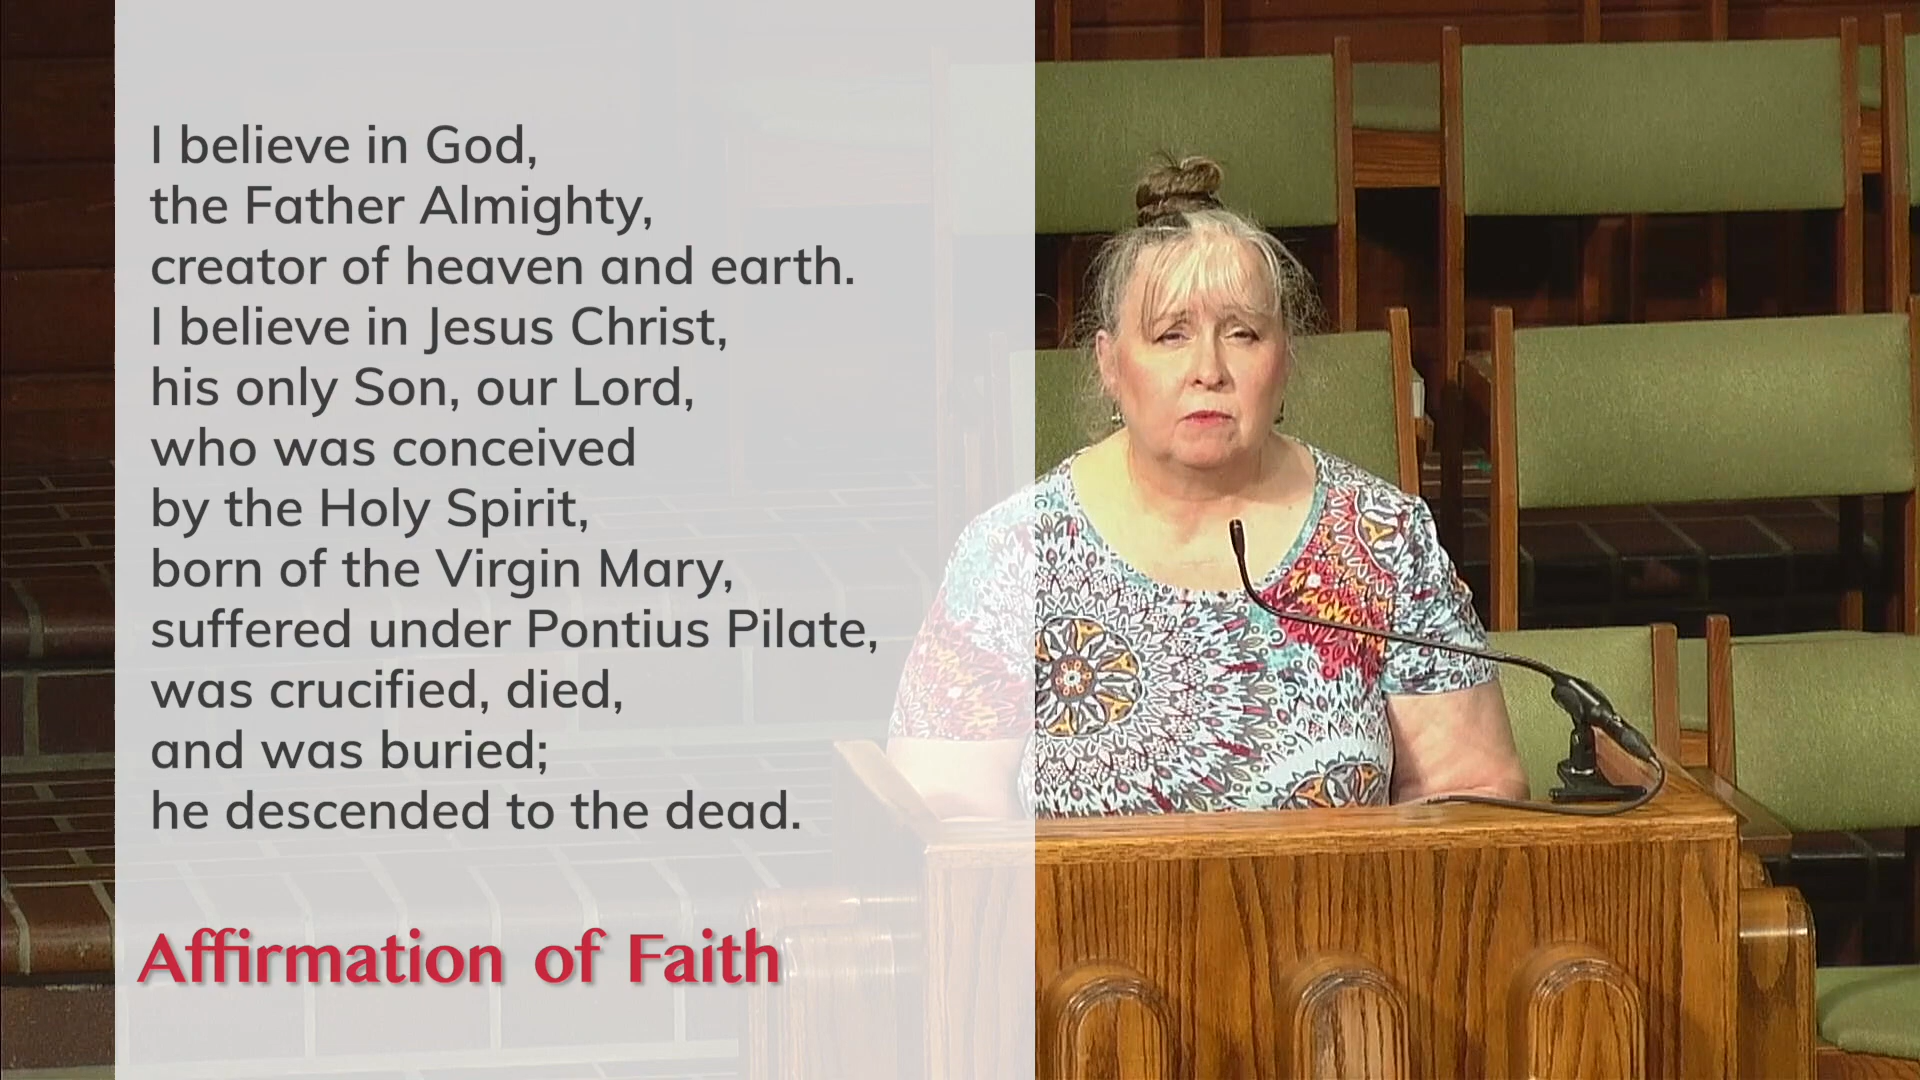 I believe in God,
the Father Almighty,
creator of heaven and earth.
I believe in Jesus Christ,
his only Son, our Lord,
who was conceived
by the Holy Spirit,
born of the Virgin Mary,
suffered under Pontius Pilate,
was crucified, died,
and was buried;
he descended to the dead.
Affirmation of Faith